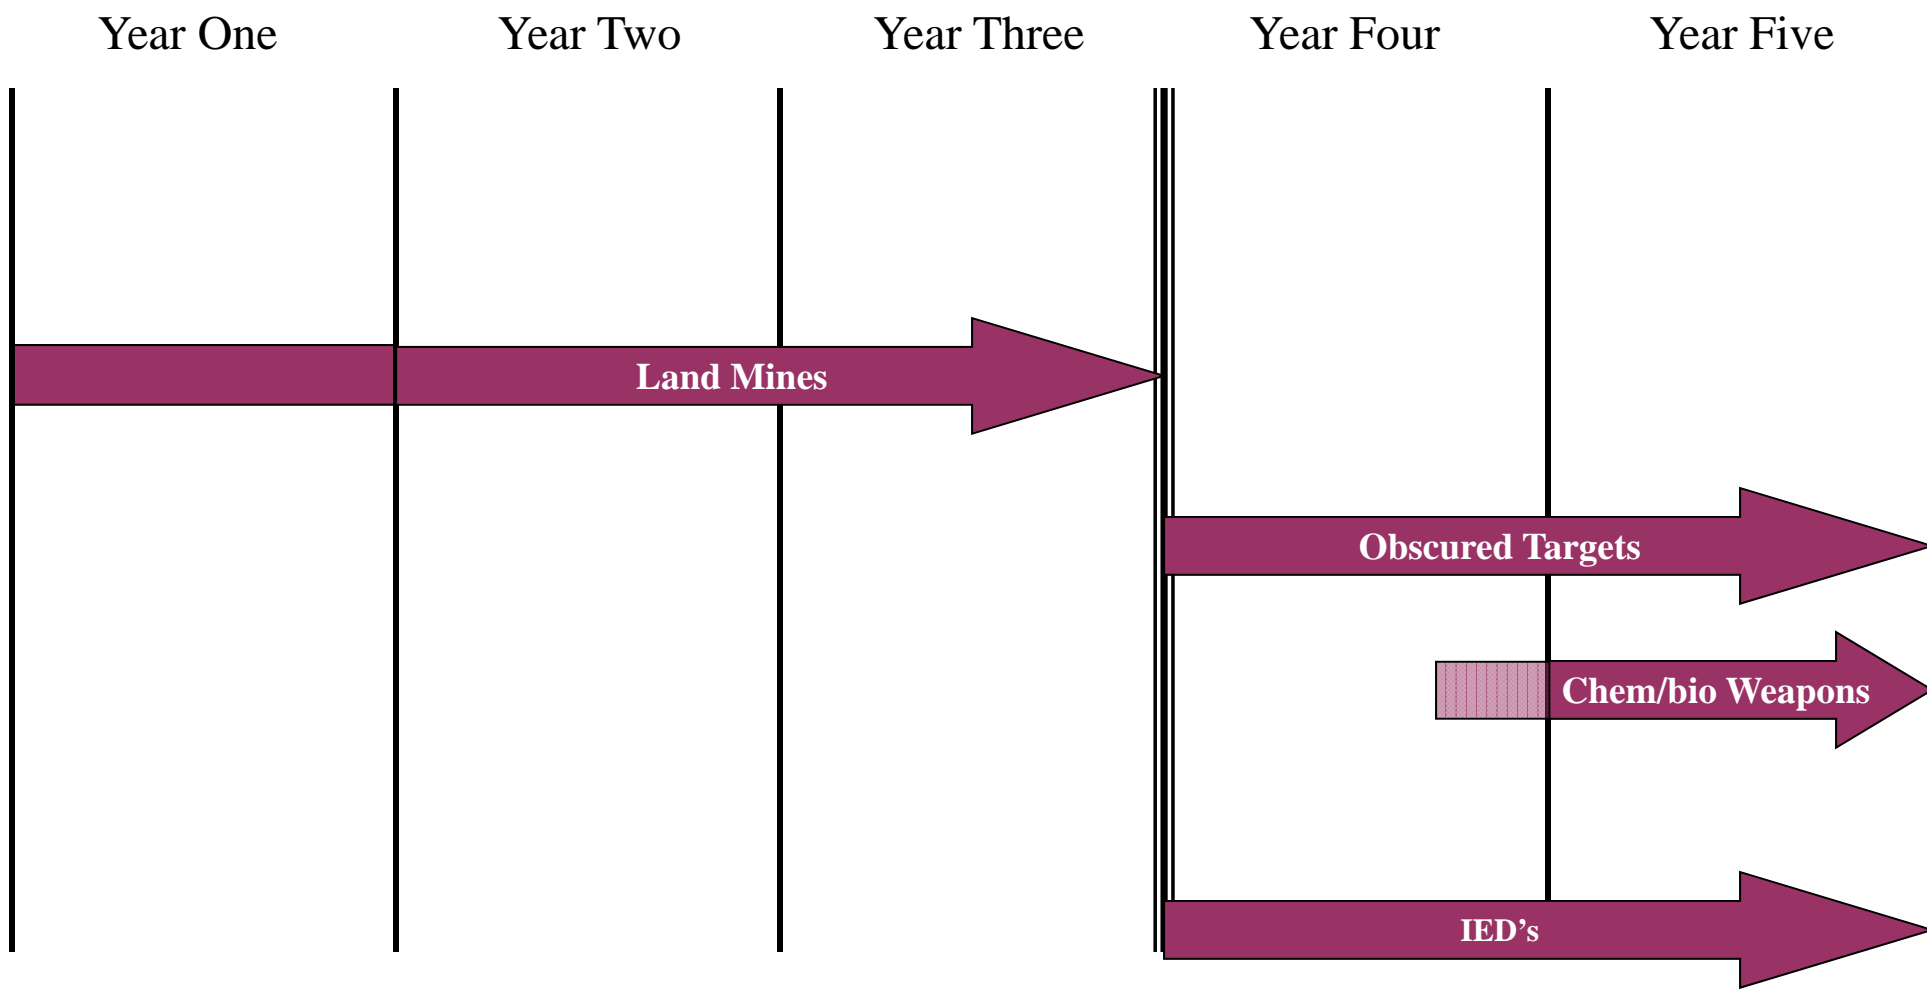 Year One
Year Two
Year Three
Year Four
Year Five
Land Mines
Obscured Targets
Chem/bio Weapons
IED’s